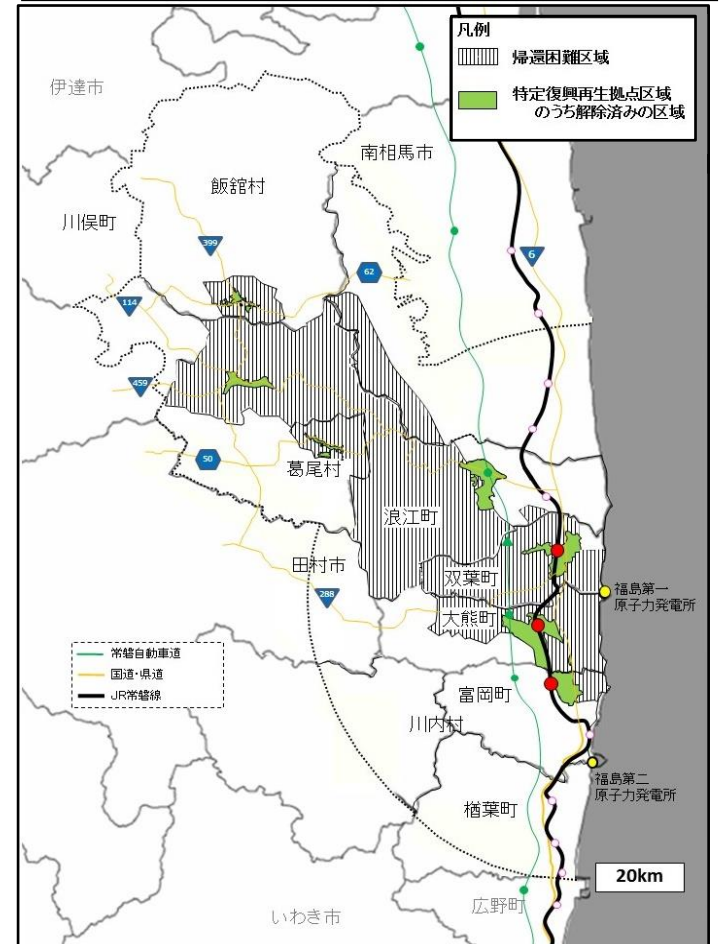 凡例
帰還困難区域
特定復興再生拠点区域
のうち解除済みの区域
伊達市
南相馬市
飯舘村
川俣町
399
6
62
114
459
50
葛尾村
浪江町
田村市
双葉町
288
大熊町
福島第一
原子力発電所
常磐自動車道
国道・県道
JR常磐線
富岡町
川内村
福島第二
原子力発電所
楢葉町
20km
広野町
いわき市